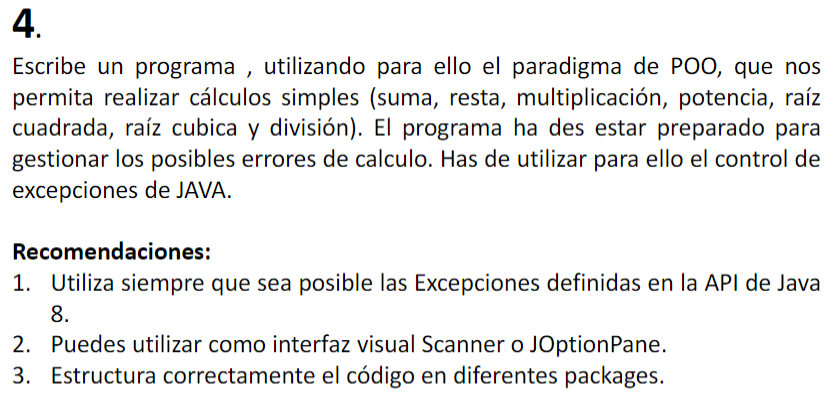 4.
Escribe un programa , utilizando para ello el paradigma de POO, que nos
permita realizar cálculos simples (suma, resta, multiplicación, potencia, raíz
cuadrada, raíz cubica y división). El programa ha des estar preparado para
gestionar los posibles errores de calculo. Has de utilizar para ello el control de
excepciones de JAVA.
Recomendaciones:
1. Utiliza siempre que sea posible las Excepciones definidas en la API de Java
8.
2. Puedes utilizar como interfaz visual Scanner o JOptionPane.
3. Estructura correctamente el código en diferentes packages.